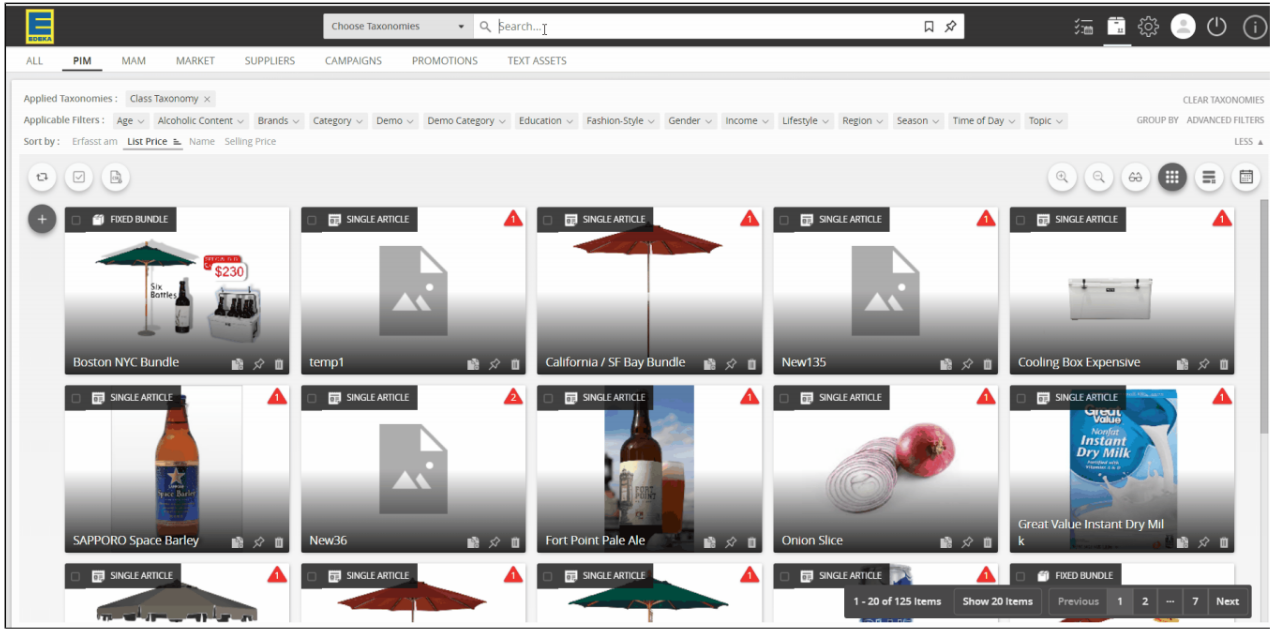 EDEKA
Choose Taxonomies
Search...
ALL PIM MAM MARKET SUPPLIERS CAMPAIGNS PROMOTIONS TEXT ASSETS
Applied Taxonomies : Class Taxonomy × CLEAR TAXONOMIES
Applicable Filters : Age Alcoholic Content Brands Category Demo Demo Category Education Fashion-Style Gender Income Lifestyle Region Season Time of Day Topic GROUP BY ADVANCED FILTERS
Sort by : Erfasst am List Price Name Selling Price LESS
FIXED BUNDLE SINGLE ARTICLE 1 SINGLE ARTICLE 1 SINGLE ARTICLE 1 SINGLE ARTICLE 1
$230
Six
Bottles
Boston NYC Bundle temp1 California / SF Bay Bundle New135 Cooling Box Expensive
SINGLE ARTICLE 1 SINGLE ARTICLE 2 SINGLE ARTICLE 1 SINGLE ARTICLE 1 SINGLE ARTICLE 1
Great
Value
Nonfat
Instant
Dry Milk
Space Barley
FORT
POINT
SAPPORO Space Barley New36 Fort Point Pale Ale Onion Slice Great Value Instant Dry Mil
k
SINGLE ARTICLE 1 SINGLE ARTICLE 1 SINGLE ARTICLE 1 SINGLE ARTICLE 1 FIXED BUNDLE 1
1 - 20 of 125 Items Show 20 Items Previous 1 2 ... 7 Next